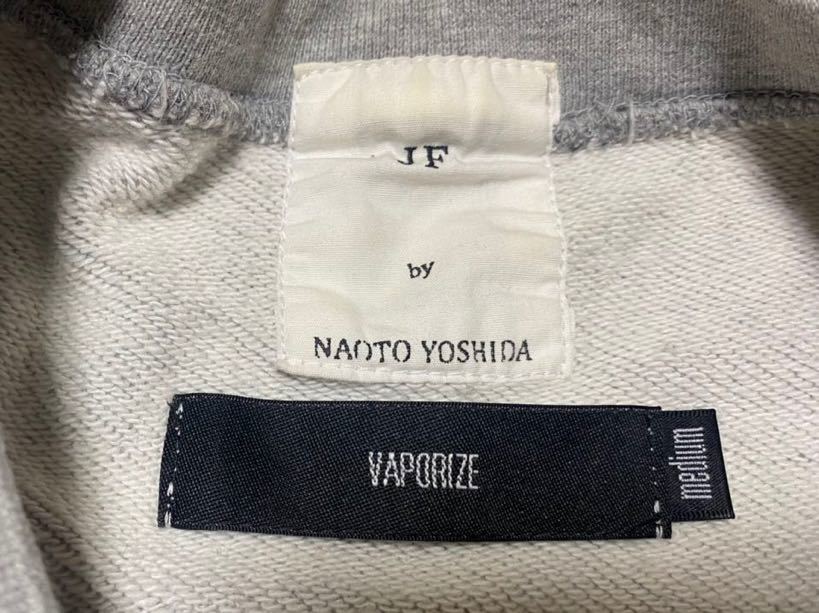 JF
by
NAOTO YOSHIDA
VAPORIZE
medium